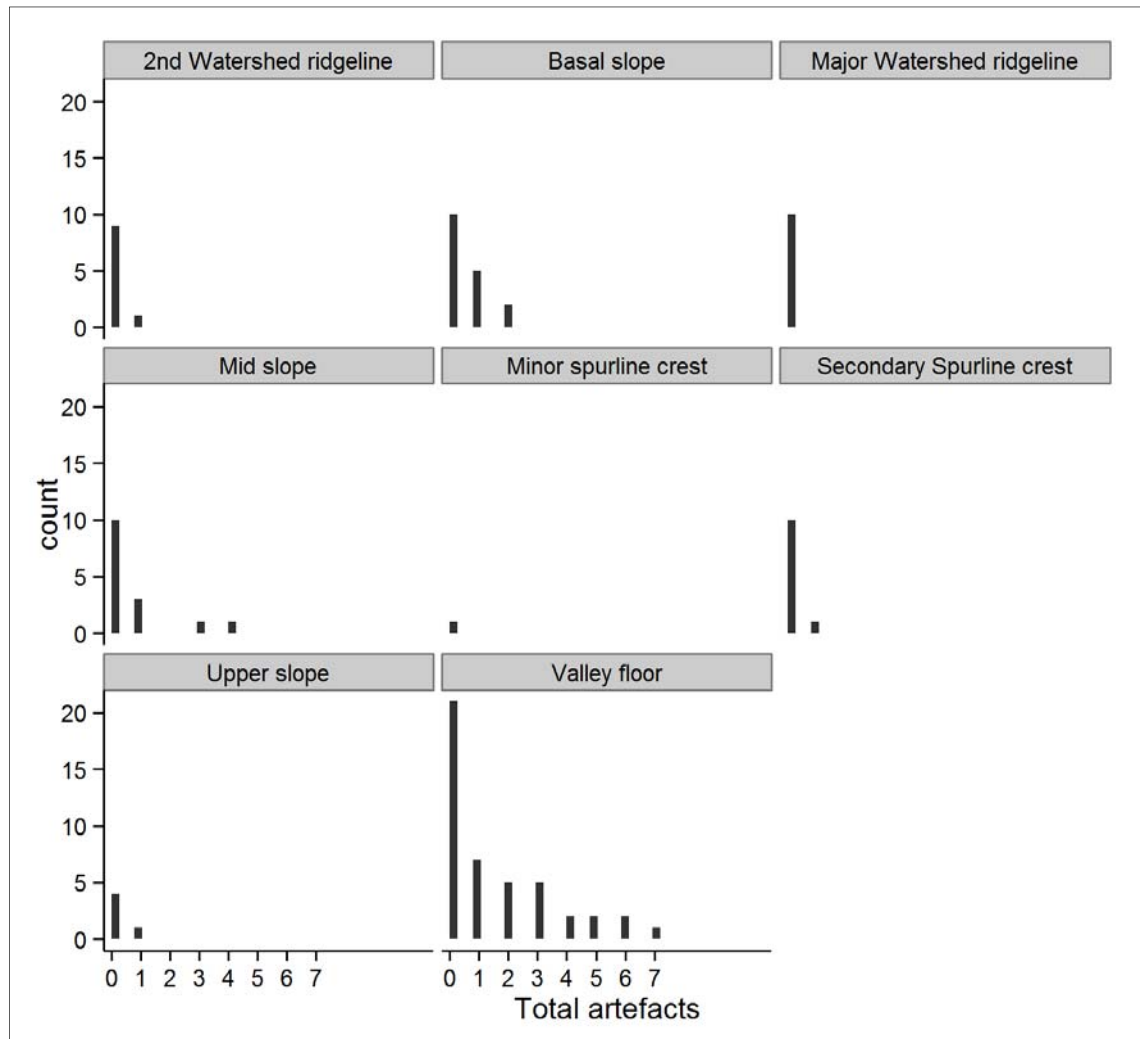 2nd Watershed ridgeline
Basal slope
Major Watershed ridgeline
20
15
10
5
0
Mid slope
Minor spurline crest
Secondary Spurline crest
20
15
10
5
0
count
Upper slope
Valley floor
20
15
10
5
0
0 1 2 3 4 5 6 7
0 1 2 3 4 5 6 7
Total artefacts